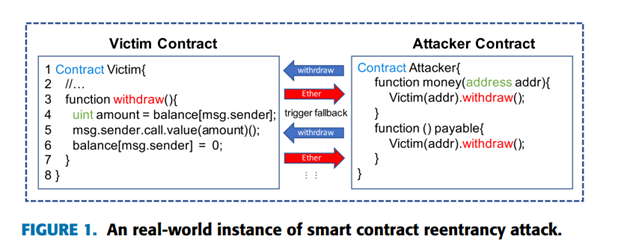 Victim Contract
1 Contract Victim{
2 //...
3 function withdraw(){
4 uint amount = balance[msg.sender];
5 msg.sender.call.value(amount)();
6 balance[msg.sender] = 0;
7 }
8 }
withrdraw
Ether
trigger fallback
withrdraw
Ether
⋮ ⋮
Attacker Contract
Contract Attacker{
function money(address addr){
Victim(addr).withdraw();
}
function () payable{
Victim(addr).withdraw();
}
}
FIGURE 1. An real-world instance of smart contract reentrancy attack.